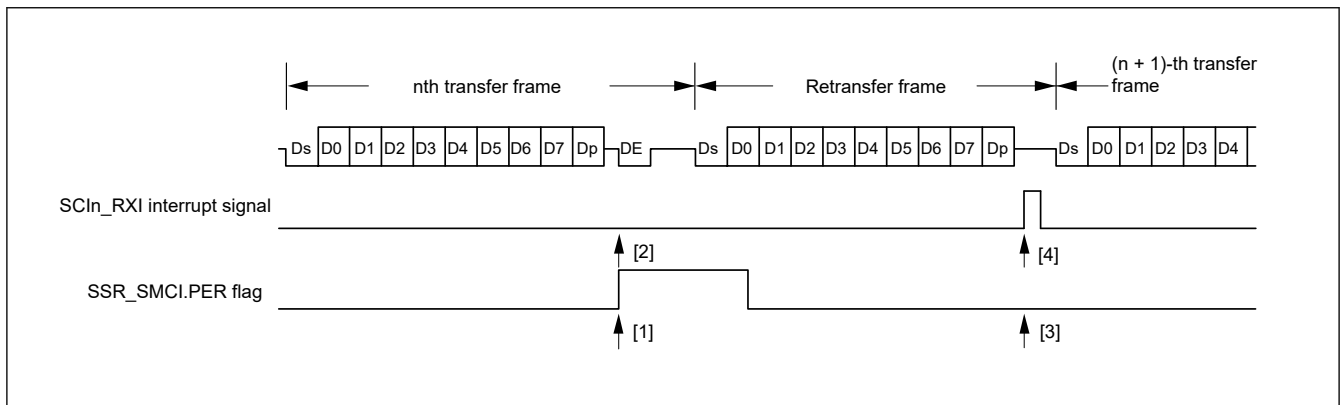 nth transfer frame
Retransfer frame
(n + 1)-th transfer
frame
Ds D0 D1 D2 D3 D4 D5 D6 D7 Dp DE Ds D0 D1 D2 D3 D4 D5 D6 D7 Dp Ds D0 D1 D2 D3 D4
SCIn_RXI interrupt signal
[2] [4]
SSR_SMCI.PER flag
[1] [3]